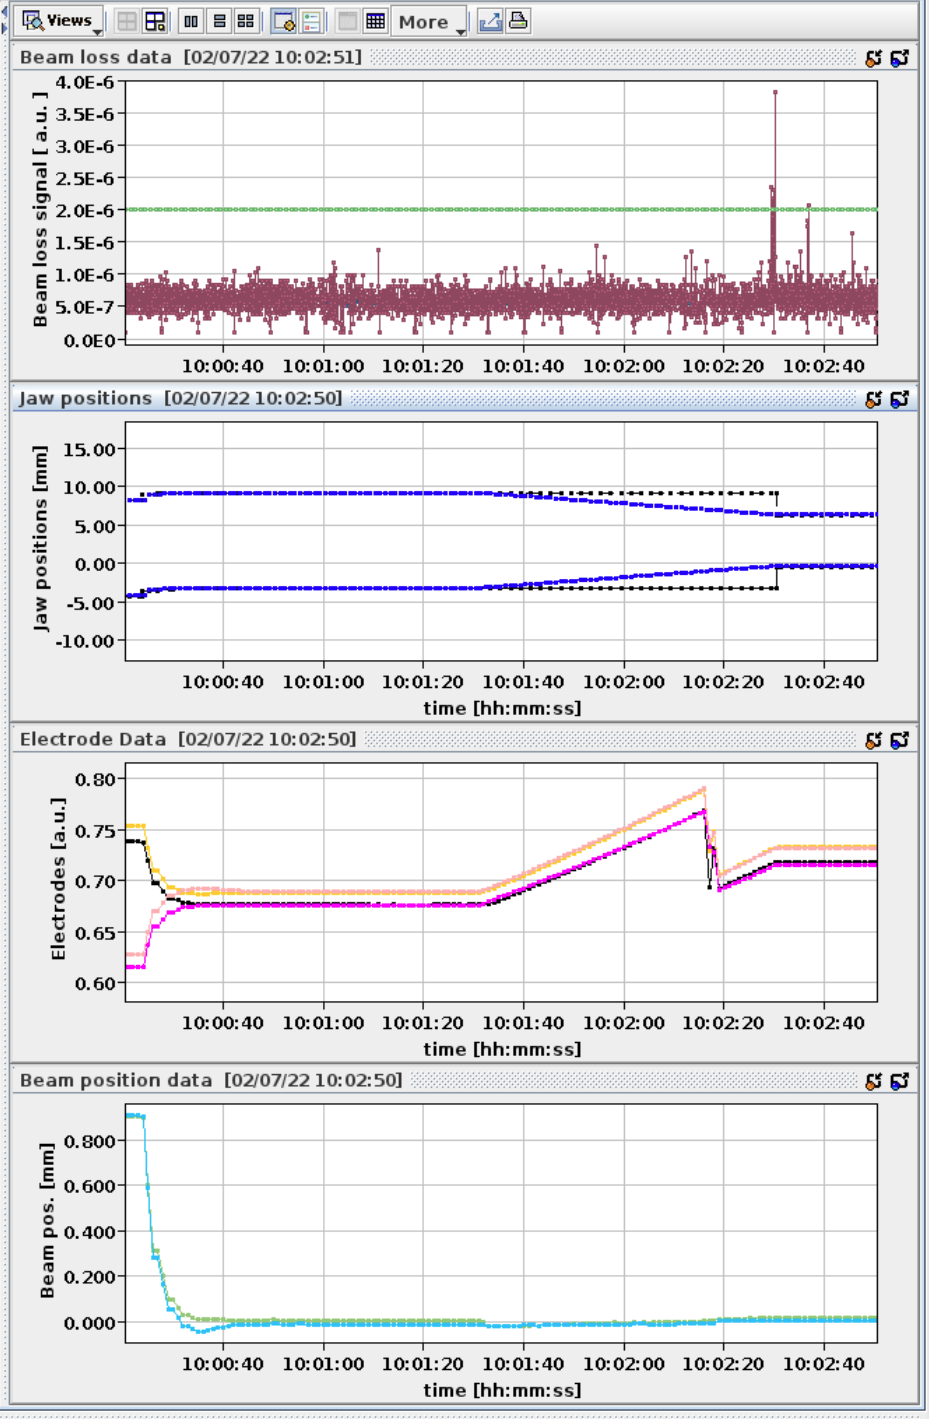 Views More
Beam loss data [02/07/22 10:02:51]
Beam loss signal [ a.u. ]
4.0E-6
3.5E-6
3.0E-6
2.5E-6
2.0E-6
1.5E-6
1.0E-6
5.0E-7
0.0E0
10:00:40 10:01:00 10:01:20 10:01:40 10:02:00 10:02:20 10:02:40
Jaw positions [02/07/22 10:02:50]
Jaw positions [mm]
15.00
10.00
5.00
0.00
-5.00
-10.00
10:00:40 10:01:00 10:01:20 10:01:40 10:02:00 10:02:20 10:02:40
time [hh:mm:ss]
Electrode Data [02/07/22 10:02:50]
Electrodes [a.u.]
0.80
0.75
0.70
0.65
0.60
10:00:40 10:01:00 10:01:20 10:01:40 10:02:00 10:02:20 10:02:40
time [hh:mm:ss]
Beam position data [02/07/22 10:02:50]
Beam pos. [mm]
0.800
0.600
0.400
0.200
0.000
10:00:40 10:01:00 10:01:20 10:01:40 10:02:00 10:02:20 10:02:40
time [hh:mm:ss]